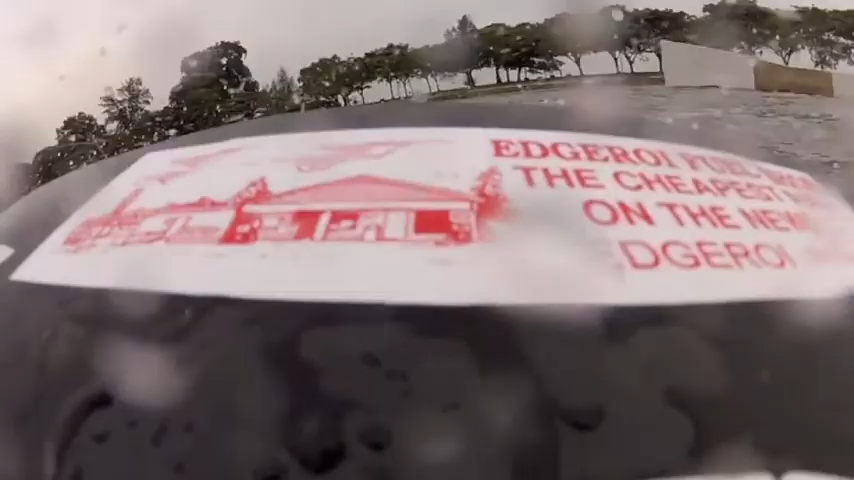 EDGEROI FUEL
THE CHEAPEST
ON THE NEW
DGEROI